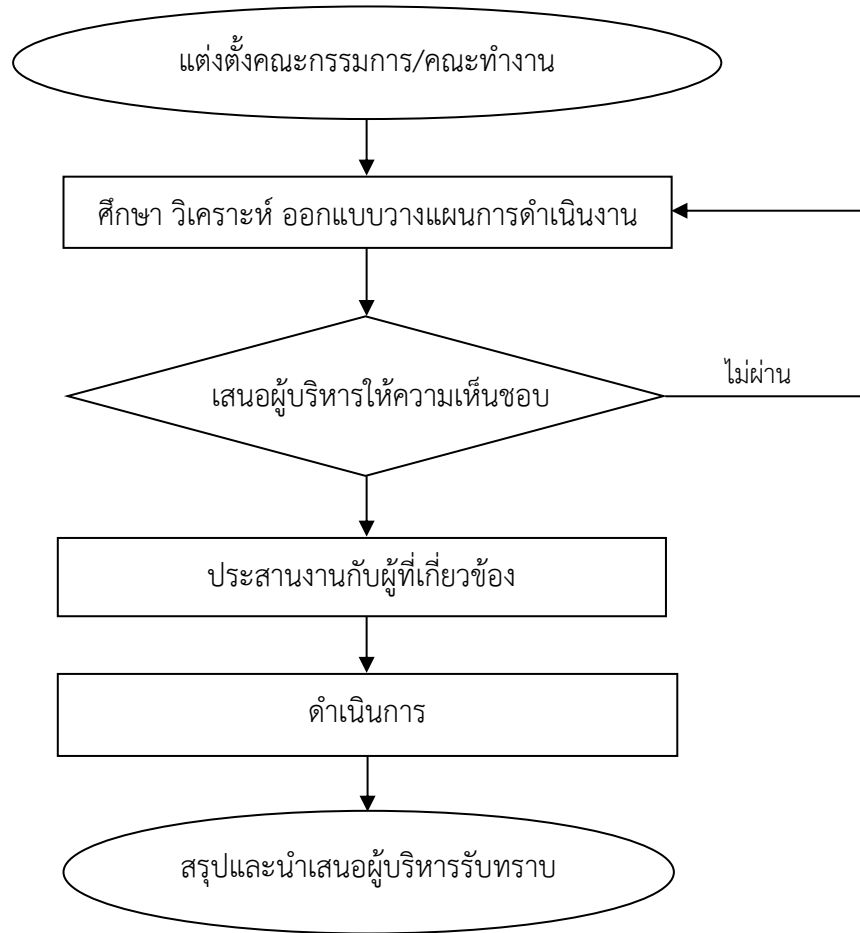 แต่งตั้งคณะกรรมการ/คณะทำงาน
ศึกษา วิเคราะห์ ออกแบบวางแผนการดำเนินงาน
เสนอผู้บริหารให้ความเห็นชอบ
ไม่ผ่าน
ประสานงานกับผู้ที่เกี่ยวข้อง
ดำเนินการ
สรุปและนำเสนอผู้บริหารรับทราบ